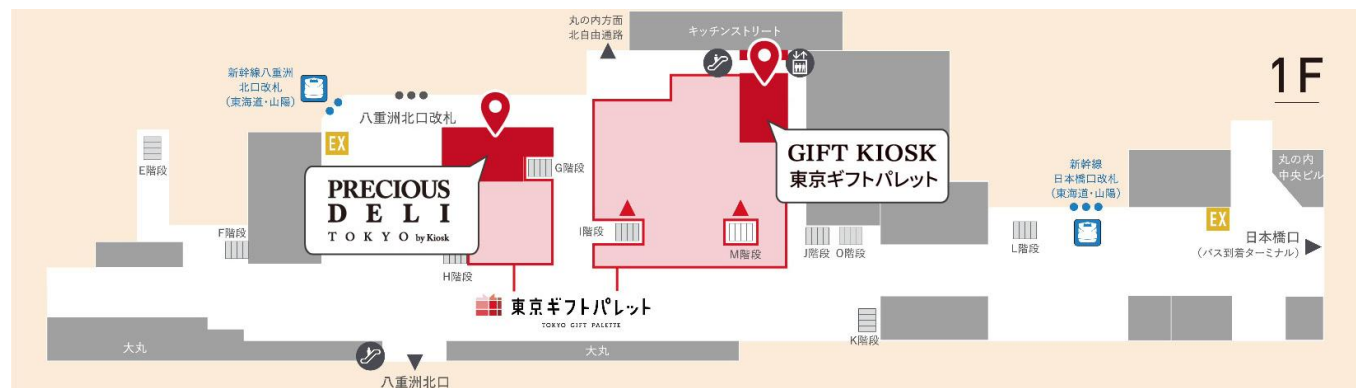 丸の内方面
北自由通路
キッチンストリート
1F
新幹線八重洲
北口改札
(東海道・山陽)
八重洲北口改札
EX
E階段
G階段
PRECIOUS
DELI
TOKYO by Kiosk
GIFT KIOSK
東京ギフトパレット
新幹線
日本橋口改札
(東海道・山陽)
丸の内
中央ビル
EX
F階段
H階段
I階段
M階段
J階段
O階段
L階段
日本橋口
(バス到着ターミナル)
東京ギフトパレット
TOKYO GIFT PALETTE
K階段
大丸
大丸
八重洲北口